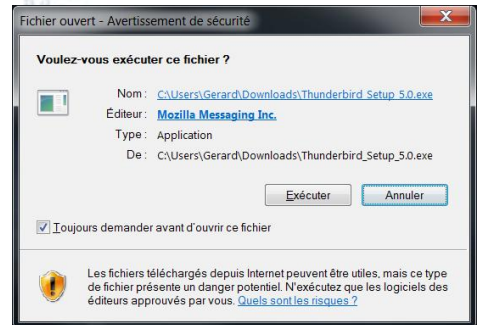 Fichier ouvert - Avertissement de sécurité
Voulez-vous exécuter ce fichier ?
Nom : C:\Users\Gerard\Downloads\Thunderbird Setup 5.0.exe
Éditeur : Mozilla Messaging Inc.
Type : Application
De : C:\Users\Gerard\Downloads\Thunderbird_Setup_5.0.exe
Exécuter Annuler
Toujours demander avant d'ouvrir ce fichier
Les fichiers téléchargés depuis Internet peuvent être utiles, mais ce type
de fichier présente un danger potentiel. N'exécutez que les logiciels des
éditeurs approuvés par vous. Quels sont les risques ?